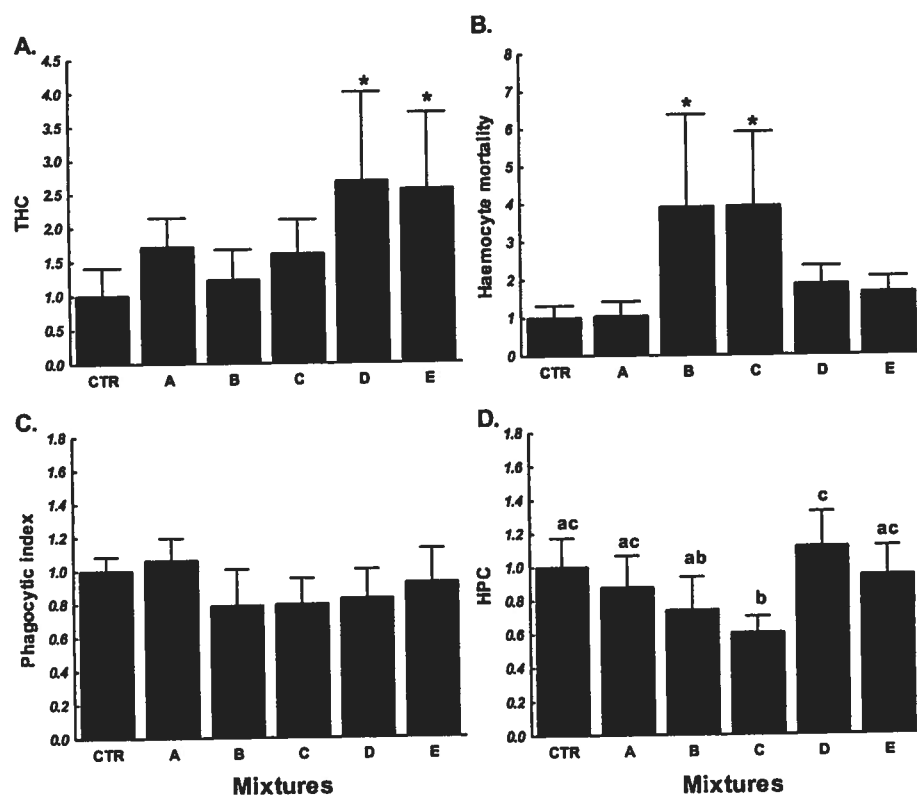 A.
THC
4.5
4.0
3.5
3.0
2.5
2.0
1.5
1.0
0.5
0.0
* *
CTR A B C D E
B.
Haemocyte mortality
8
7
6
5
4
3
2
1
0
* *
CTR A B C D E
C.
Phagocytic index
1.8
1.6
1.4
1.2
1.0
0.8
0.6
0.4
0.2
0.0
CTR A B C D E
Mixtures
D.
HPC
1.8
1.6
1.4
1.2
1.0
0.8
0.6
0.4
0.2
0.0
ac ac ab b c ac
CTR A B C D E
Mixtures